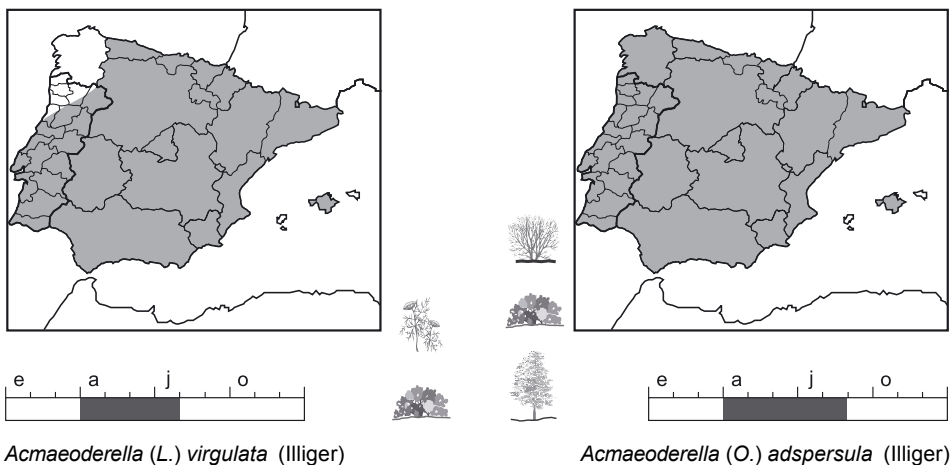 e a j o
e a j o
Acmaeoderella (L.) virgulata (Illiger)
Acmaeoderella (O.) adspersula (Illiger)